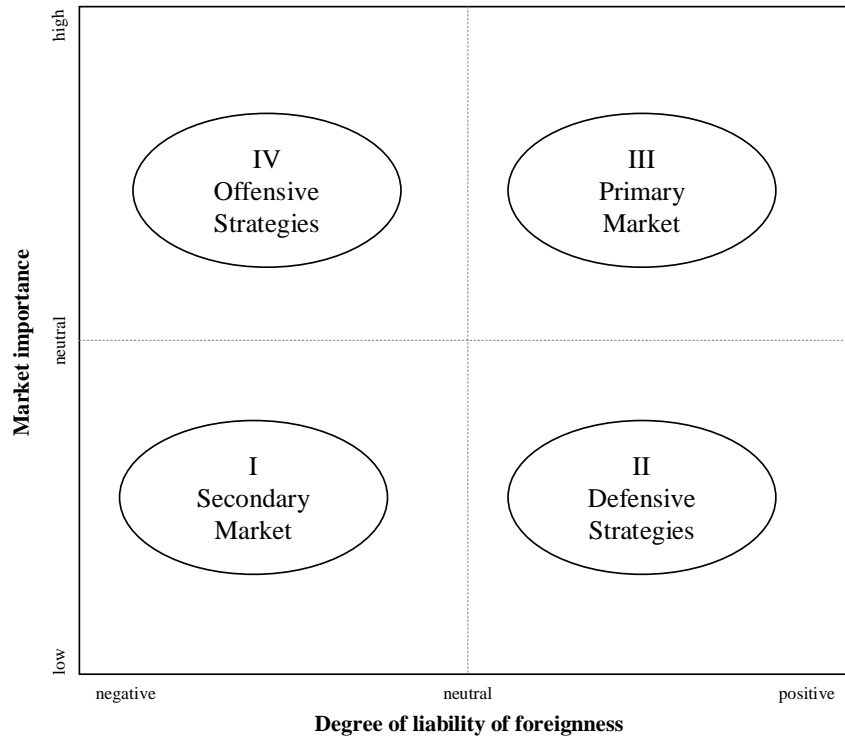 high
IV
Offensive
Strategies
III
Primary
Market
Market importance
neutral
I
Secondary
Market
II
Defensive
Strategies
low
negative
neutral
positive
Degree of liability of foreignness